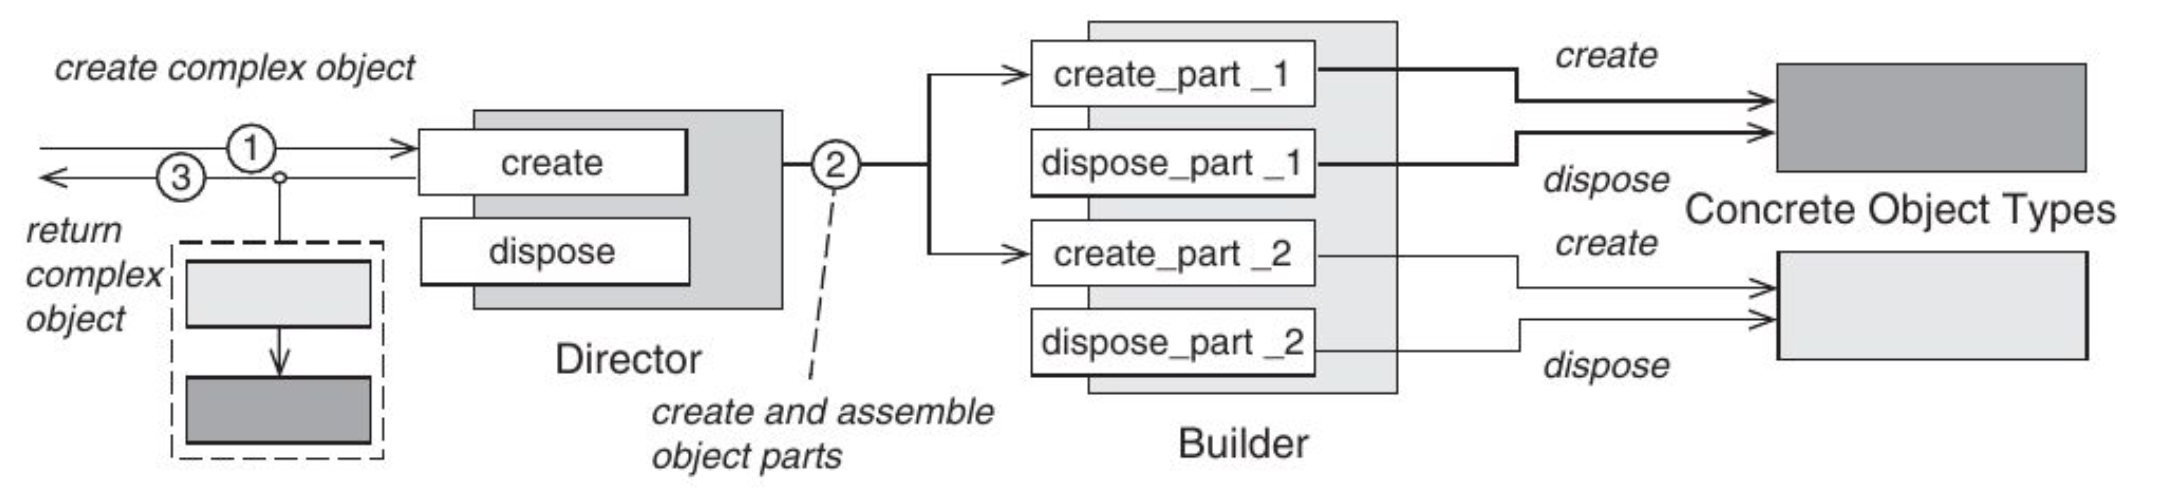 create complex object
1
3
return
complex
object
create
dispose
Director
2
create and assemble
object parts
create_part _1
dispose_part _1
create_part _2
dispose_part _2
Builder
create
dispose
Concrete Object Types
create
dispose